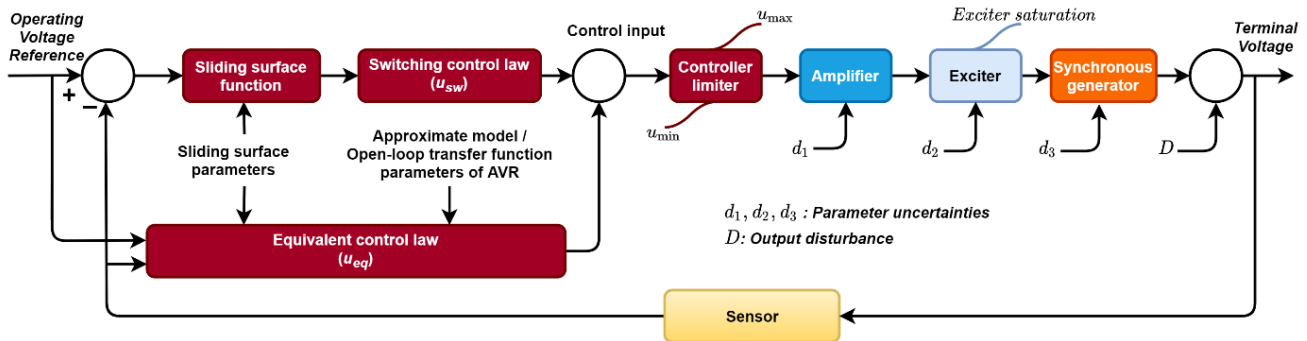 Operating
Voltage
Reference
+
−
Sliding surface
function
Switching control law
(u_sw)
Control input
u_max
Controller
limiter
u_min
Amplifier
d_1
Exciter saturation
Exciter
d_2
Synchronous
generator
d_3
Terminal
Voltage
D
Sliding surface
parameters
Approximate model /
Open-loop transfer function
parameters of AVR
d_1, d_2, d_3 : Parameter uncertainties
D: Output disturbance
Equivalent control law
(u_eq)
Sensor